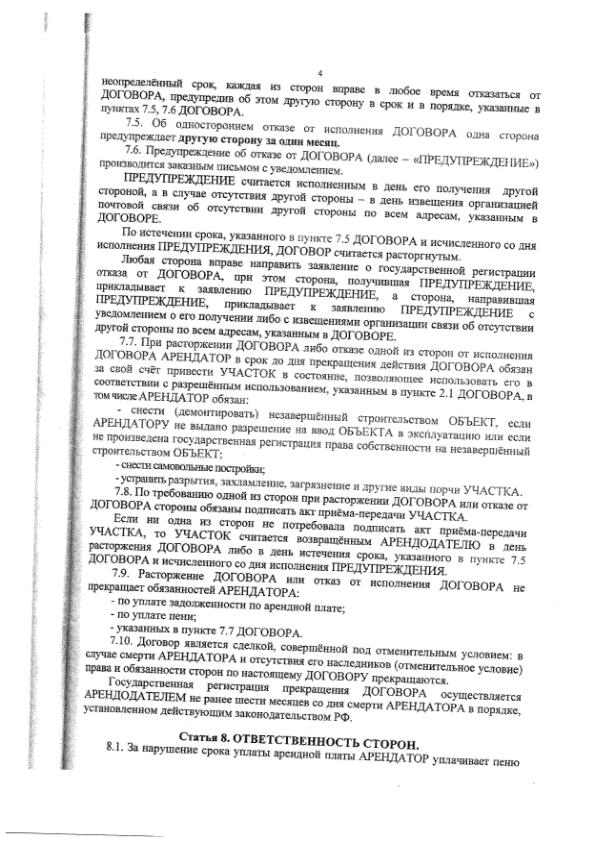 4
неопределённый срок, каждая из сторон вправе в любое время отказаться от
ДОГОВОРА, предупредив об этом другую сторону в срок и в порядке, указанные в
пунктах 7.5, 7.6 ДОГОВОРА.
7.5. Об одностороннем отказе от исполнения ДОГОВОРА одна сторона
предупреждает другую сторону за один месяц.
7.6. Предупреждение об отказе от ДОГОВОРА (далее – «ПРЕДУПРЕЖДЕНИЕ»)
производится заказным письмом с уведомлением.
ПРЕДУПРЕЖДЕНИЕ считается исполненным в день его получения другой
стороной, а в случае отсутствия другой стороны – в день извещения организацией
почтовой связи об отсутствии другой стороны по всем адресам, указанным в
ДОГОВОРЕ.
По истечении срока, указанного в пункте 7.5 ДОГОВОРА и исчисленного со дня
исполнения ПРЕДУПРЕЖДЕНИЯ, ДОГОВОР считается расторгнутым.
Любая сторона вправе направить заявление о государственной регистрации
отказа от ДОГОВОРА, при этом сторона, получившая ПРЕДУПРЕЖДЕНИЕ,
прикладывает к заявлению ПРЕДУПРЕЖДЕНИЕ, а сторона, направившая
ПРЕДУПРЕЖДЕНИЕ, прикладывает к заявлению ПРЕДУПРЕЖДЕНИЕ с
уведомлением о его получении либо с извещениями организации связи об отсутствии
другой стороны по всем адресам, указанным в ДОГОВОРЕ.
7.7. При расторжении ДОГОВОРА либо отказе одной из сторон от исполнения
ДОГОВОРА АРЕНДАТОР в срок до дня прекращения действия ДОГОВОРА обязан
за свой счёт привести УЧАСТОК в состояние, позволяющее использовать его в
соответствии с разрешённым использованием, указанным в пункте 2.1 ДОГОВОРА, в
том числе АРЕНДАТОР обязан:
- снести (демонтировать) незавершённый строительством ОБЪЕКТ, если
АРЕНДАТОРУ не выдано разрешение на ввод ОБЪЕКТА в эксплуатацию или если
не произведена государственная регистрация права собственности на незавершённый
строительством ОБЪЕКТ;
- снести самовольные постройки;
- устранить разрытия, захламление, загрязнение и другие виды порчи УЧАСТКА.
7.8. По требованию одной из сторон при расторжении ДОГОВОРА или отказе от
ДОГОВОРА стороны обязаны подписать акт приёма-передачи УЧАСТКА.
Если ни одна из сторон не потребовала подписать акт приёма-передачи
УЧАСТКА, то УЧАСТОК считается возвращённым АРЕНДОДАТЕЛЮ в день
расторжения ДОГОВОРА либо в день истечения срока, указанного в пункте 7.5
ДОГОВОРА и исчисленного со дня исполнения ПРЕДУПРЕЖДЕНИЯ.
7.9. Расторжение ДОГОВОРА или отказ от исполнения ДОГОВОРА не
прекращает обязанностей АРЕНДАТОРА:
- по уплате задолженности по арендной плате;
- по уплате пени;
- указанных в пункте 7.7 ДОГОВОРА.
7.10. Договор является сделкой, совершённой под отменительным условием: в
случае смерти АРЕНДАТОРА и отсутствия его наследников (отменительное условие)
права и обязанности сторон по настоящему ДОГОВОРУ прекращаются.
Государственная регистрация прекращения ДОГОВОРА осуществляется
АРЕНДОДАТЕЛЕМ не ранее шести месяцев со дня смерти АРЕНДАТОРА в порядке,
установленном действующим законодательством РФ.
Статья 8. ОТВЕТСТВЕННОСТЬ СТОРОН.
8.1. За нарушение срока уплаты арендной платы АРЕНДАТОР уплачивает пеню